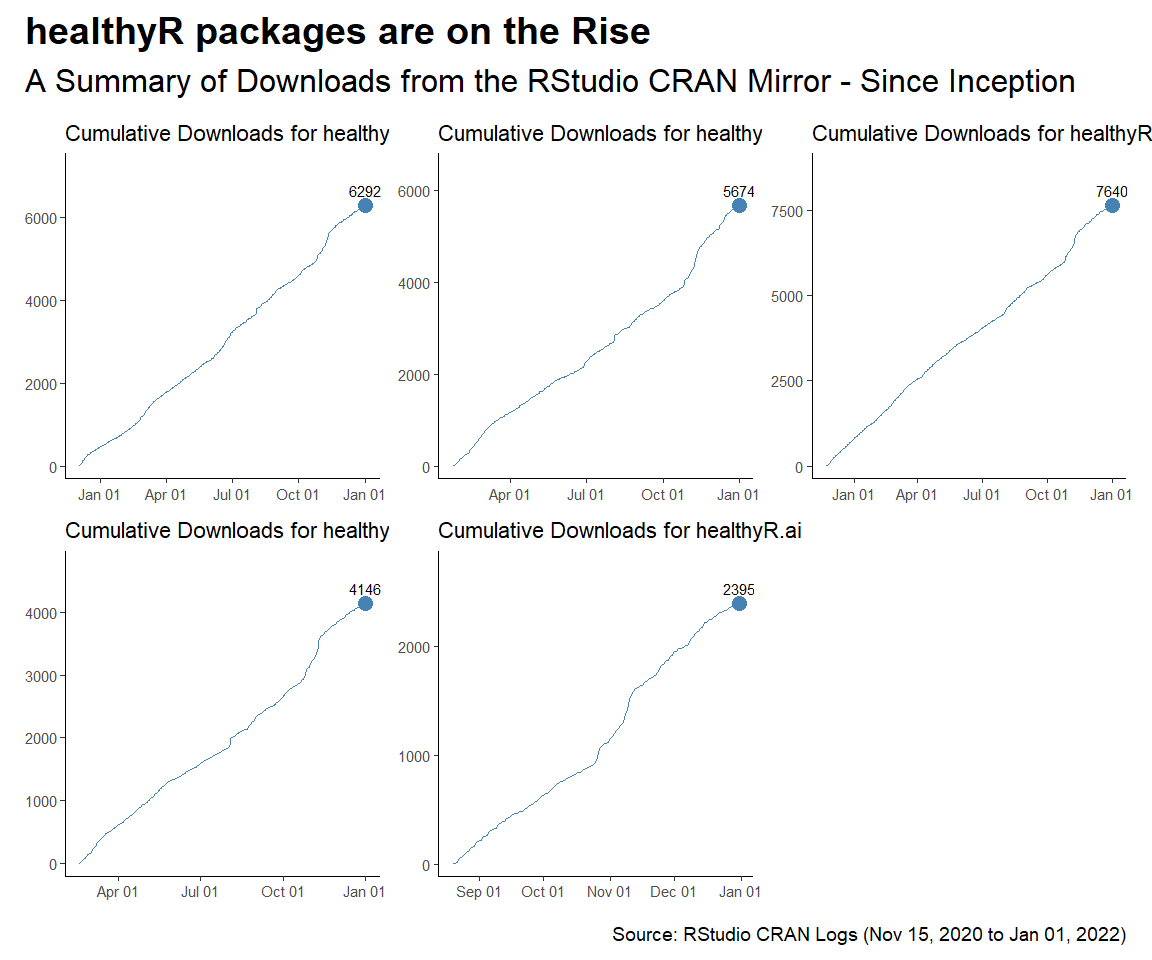 healthyR packages are on the Rise
A Summary of Downloads from the RStudio CRAN Mirror - Since Inception
Cumulative Downloads for healthy
6292
6000
4000
2000
0
Jan 01 Apr 01 Jul 01 Oct 01 Jan 01
Cumulative Downloads for healthy
5674
6000
4000
2000
0
Apr 01 Jul 01 Oct 01 Jan 01
Cumulative Downloads for healthyR
7640
7500
5000
2500
0
Jan 01 Apr 01 Jul 01 Oct 01 Jan 01
Cumulative Downloads for healthy
4146
4000
3000
2000
1000
0
Apr 01 Jul 01 Oct 01 Jan 01
Cumulative Downloads for healthyR.ai
2395
2000
1000
0
Sep 01 Oct 01 Nov 01 Dec 01 Jan 01
Source: RStudio CRAN Logs (Nov 15, 2020 to Jan 01, 2022)